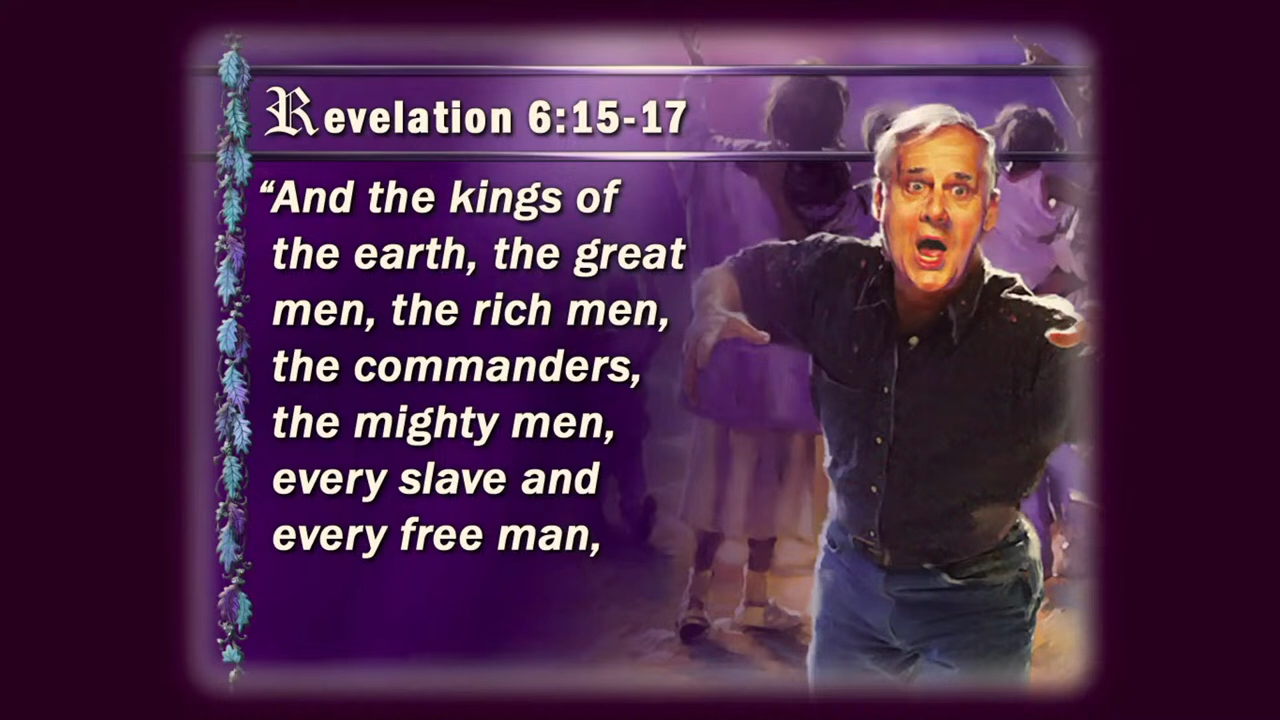 Revelation 6:15-17
“And the kings of
the earth, the great
men, the rich men,
the commanders,
the mighty men,
every slave and
every free man,